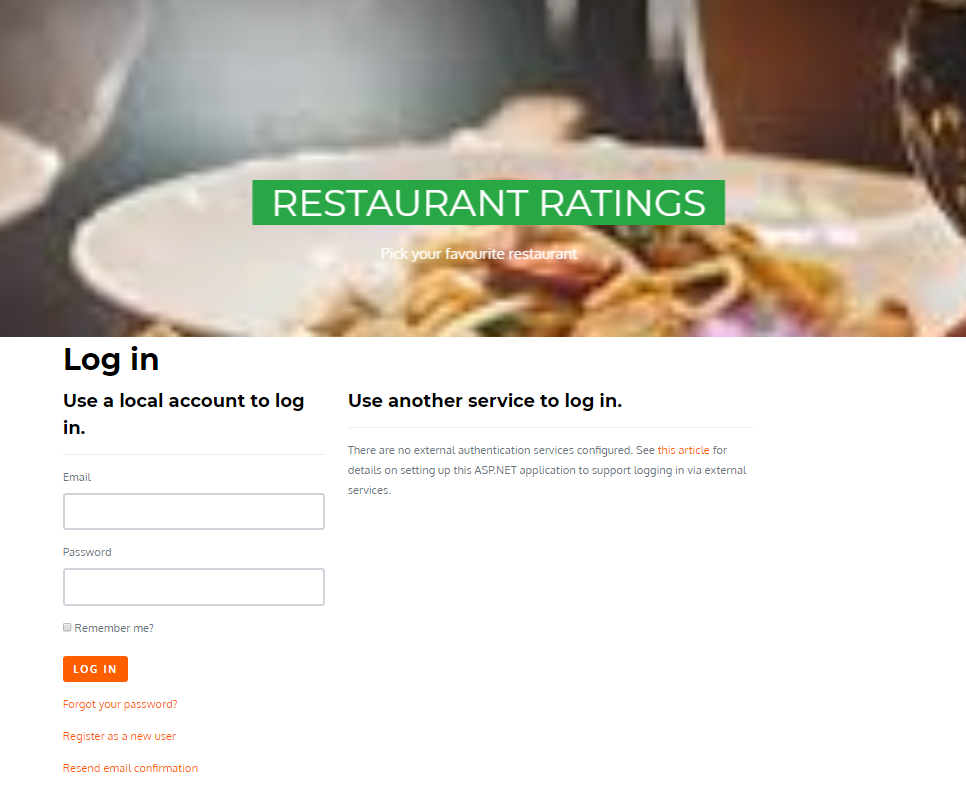 RESTAURANT RATINGS
Pick your favourite restaurant
Log in
Use a local account to log
in.
Email
Password
Remember me?
LOG IN
Forgot your password?
Register as a new user
Resend email confirmation
Use another service to log in.
There are no external authentication services configured. See this article for
details on setting up this ASP.NET application to support logging in via external
services.